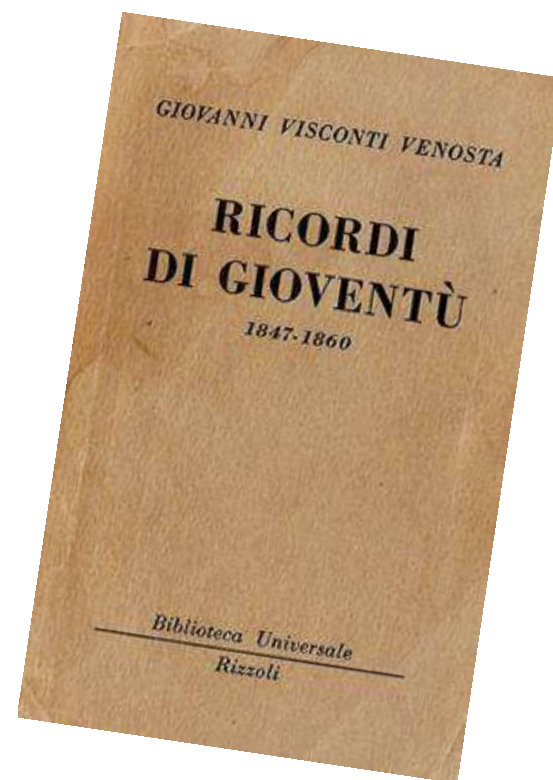 GIOVANNI VISCONTI VENOSTA
RICORDI
DI GIOVENTÙ
1847-1860
Biblioteca Universale
Rizzoli